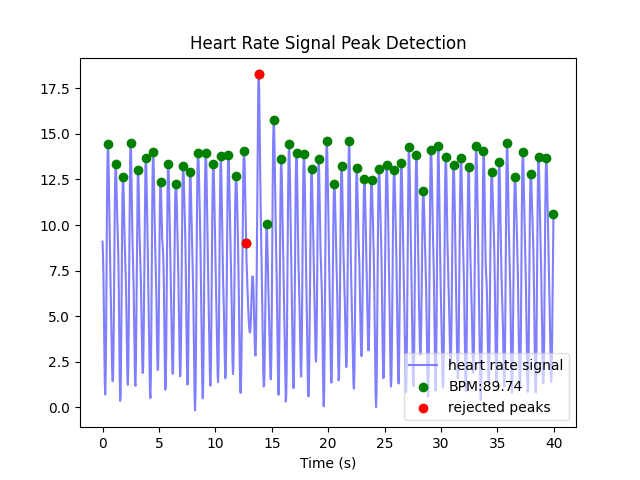 Heart Rate Signal Peak Detection
17.5
15.0
12.5
10.0
7.5
5.0
2.5
0.0
heart rate signal
BPM:89.74
rejected peaks
0 5 10 15 20 25 30 35 40
Time (s)